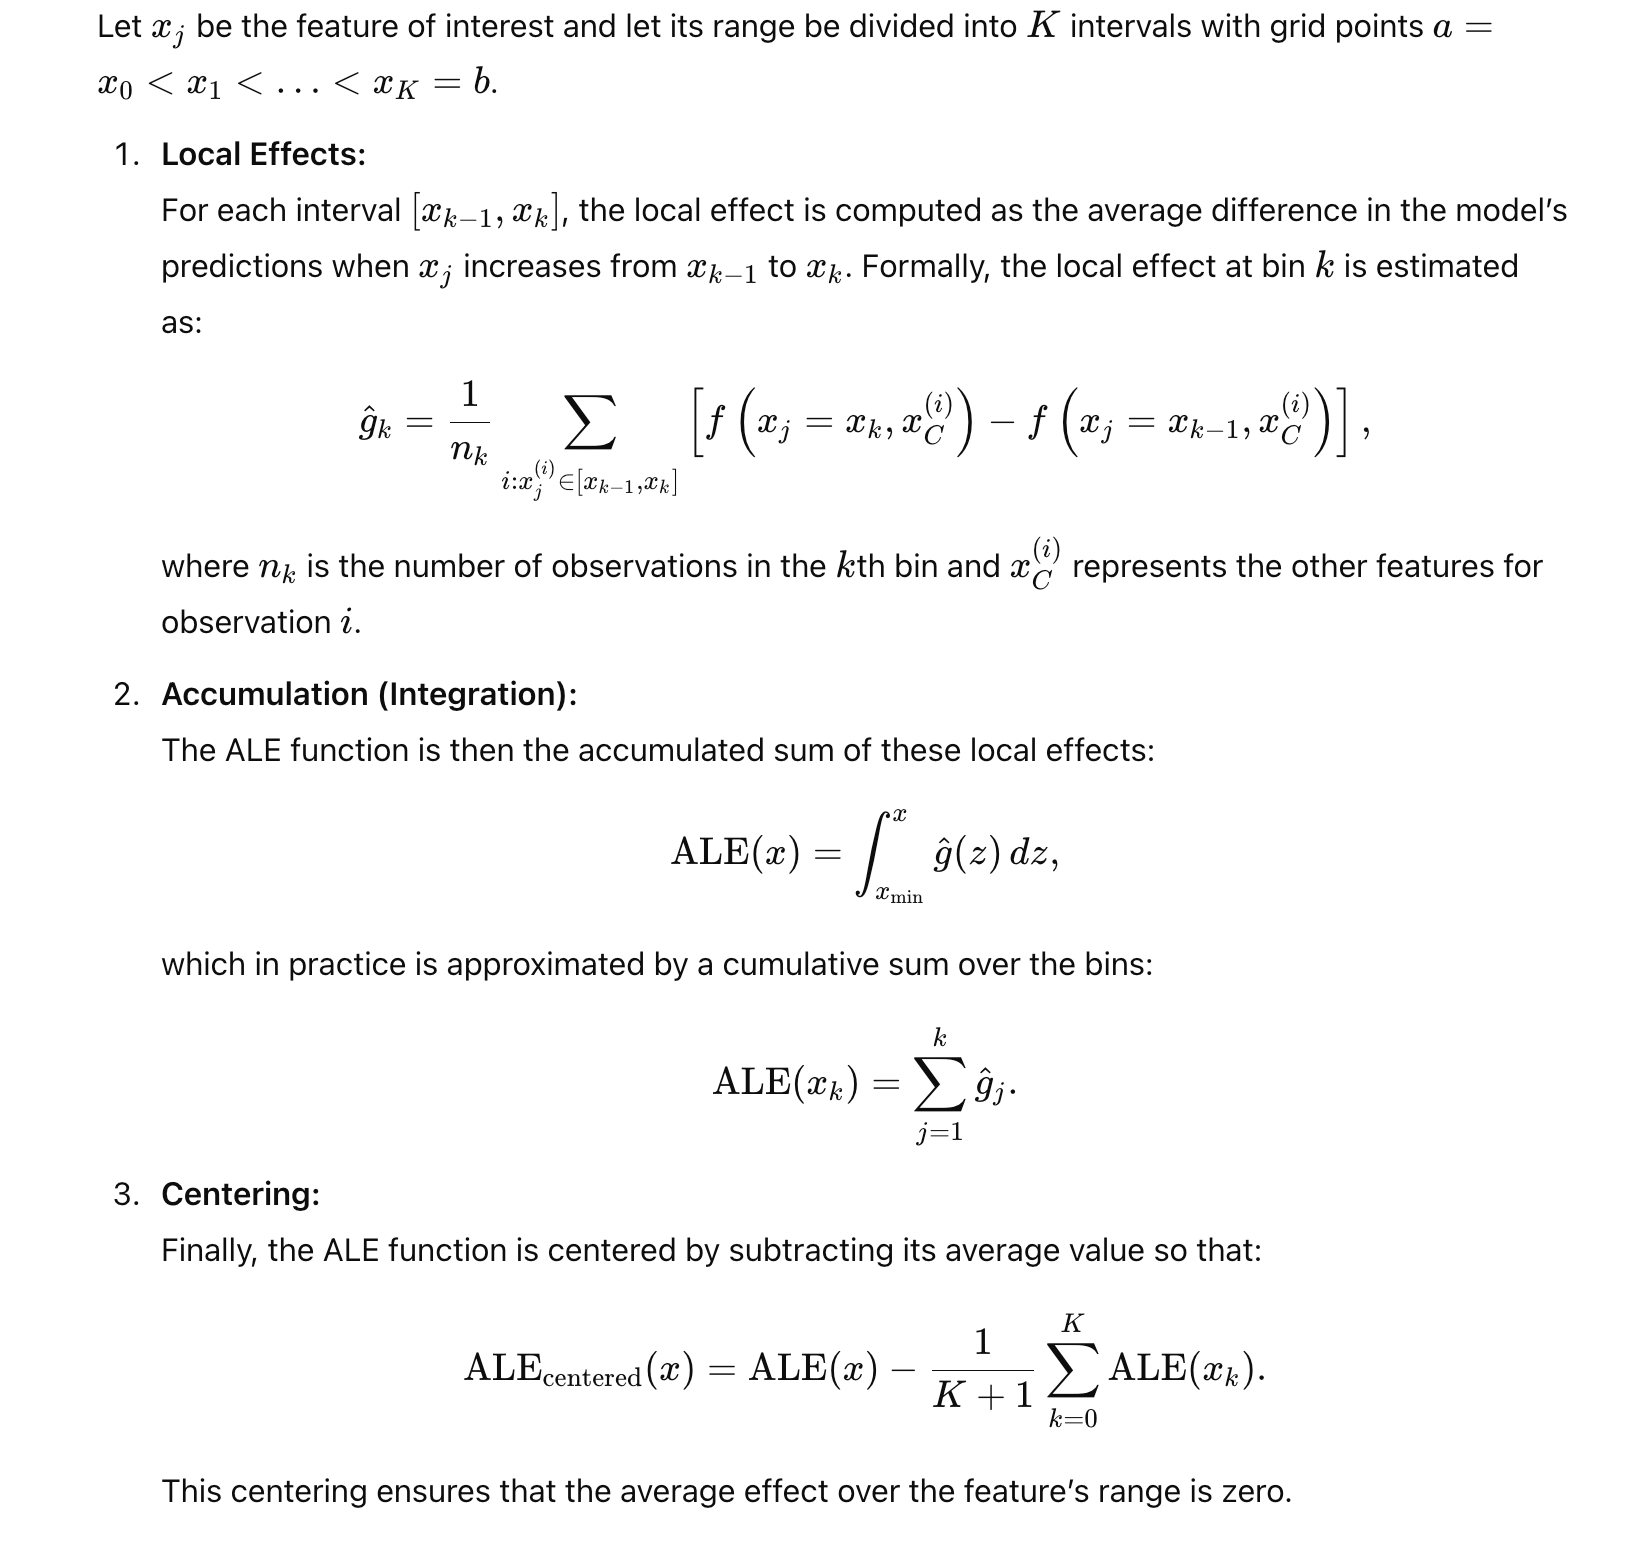 Let $x_j$ be the feature of interest and let its range be divided into $K$ intervals with grid points $a =$
$x_0 < x_1 < \ldots < x_K = b$.
1. Local Effects:
For each interval $[x_{k-1}, x_k]$, the local effect is computed as the average difference in the model’s
predictions when $x_j$ increases from $x_{k-1}$ to $x_k$. Formally, the local effect at bin $k$ is estimated
as:
$\hat{g}_k = \frac{1}{n_k} \sum_{i: x_j^{(i)} \in [x_{k-1}, x_k]} \left[ f\left(x_j = x_k, x_C^{(i)}\right) - f\left(x_j = x_{k-1}, x_C^{(i)}\right) \right],$
where $n_k$ is the number of observations in the $k$th bin and $x_C^{(i)}$ represents the other features for
observation $i$.
2. Accumulation (Integration):
The ALE function is then the accumulated sum of these local effects:
$\mathrm{ALE}(x) = \int_{x_{\min}}^{x} \hat{g}(z)\, dz,$
which in practice is approximated by a cumulative sum over the bins:
$\mathrm{ALE}(x_k) = \sum_{j=1}^{k} \hat{g}_j.$
3. Centering:
Finally, the ALE function is centered by subtracting its average value so that:
$\mathrm{ALE}_{\mathrm{centered}}(x) = \mathrm{ALE}(x) - \frac{1}{K+1} \sum_{k=0}^{K} \mathrm{ALE}(x_k).$
This centering ensures that the average effect over the feature’s range is zero.